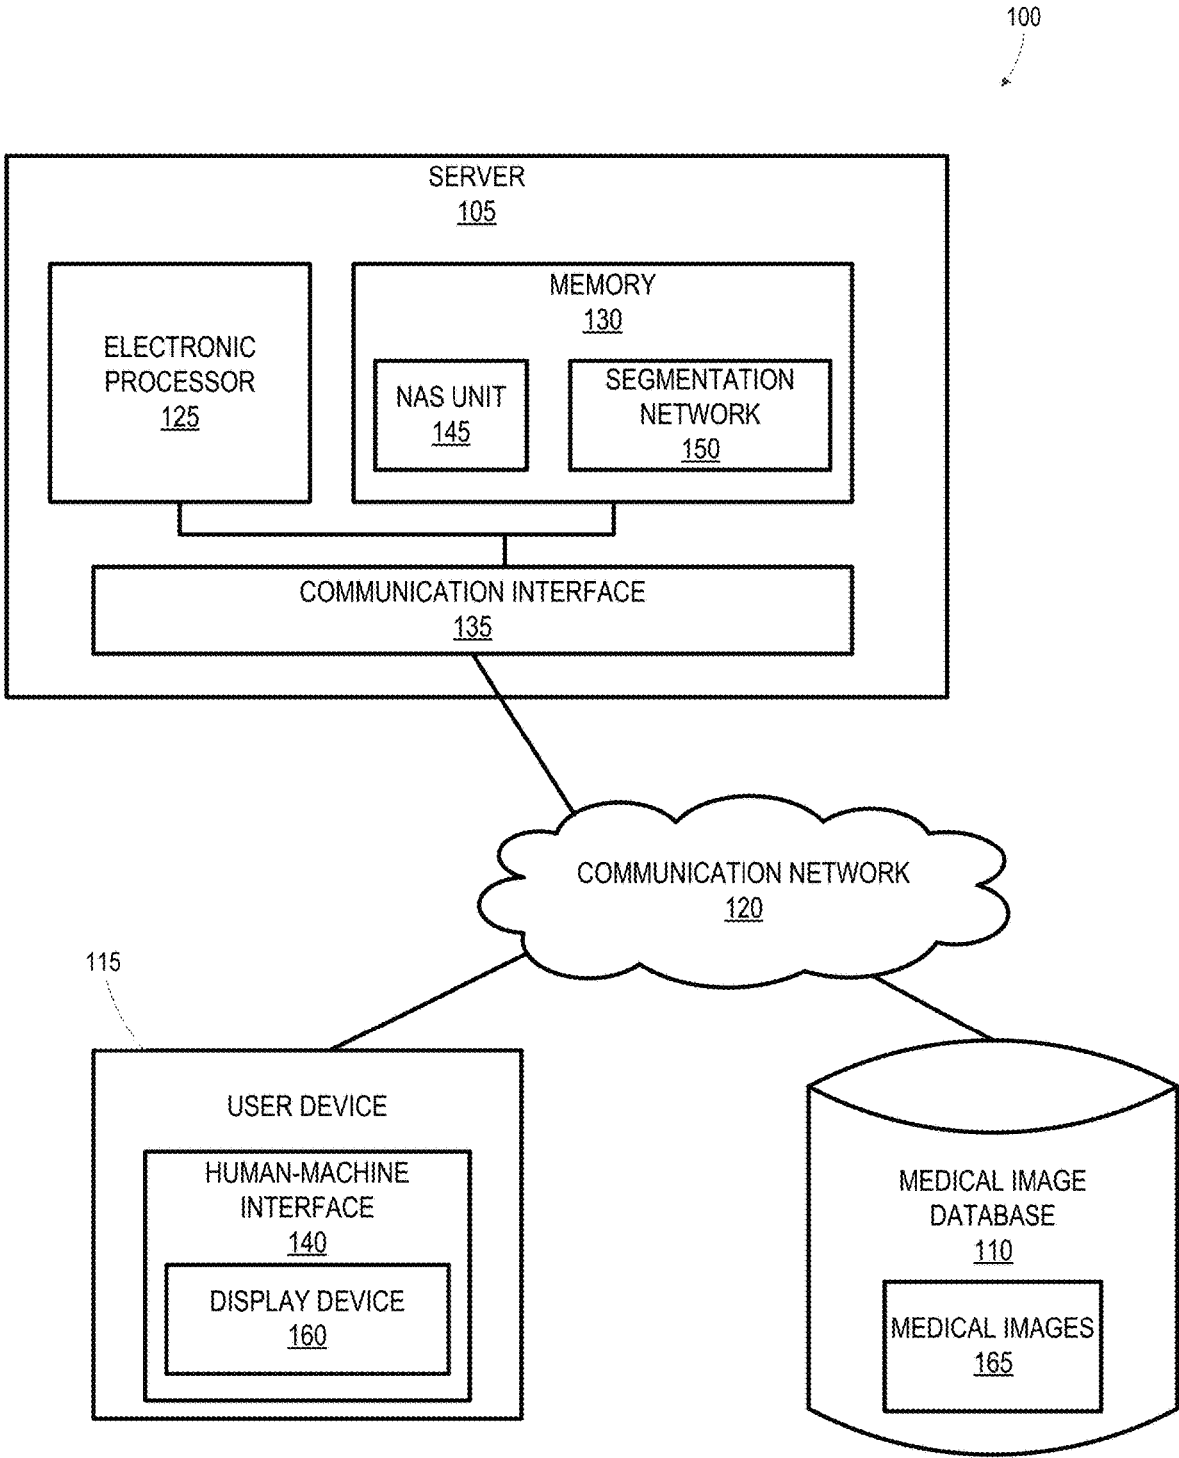 100
SERVER
105
ELECTRONIC
PROCESSOR
125
MEMORY
130
NAS UNIT
145
SEGMENTATION
NETWORK
150
COMMUNICATION INTERFACE
135
COMMUNICATION NETWORK
120
115
USER DEVICE
HUMAN-MACHINE
INTERFACE
140
DISPLAY DEVICE
160
MEDICAL IMAGE
DATABASE
110
MEDICAL IMAGES
165